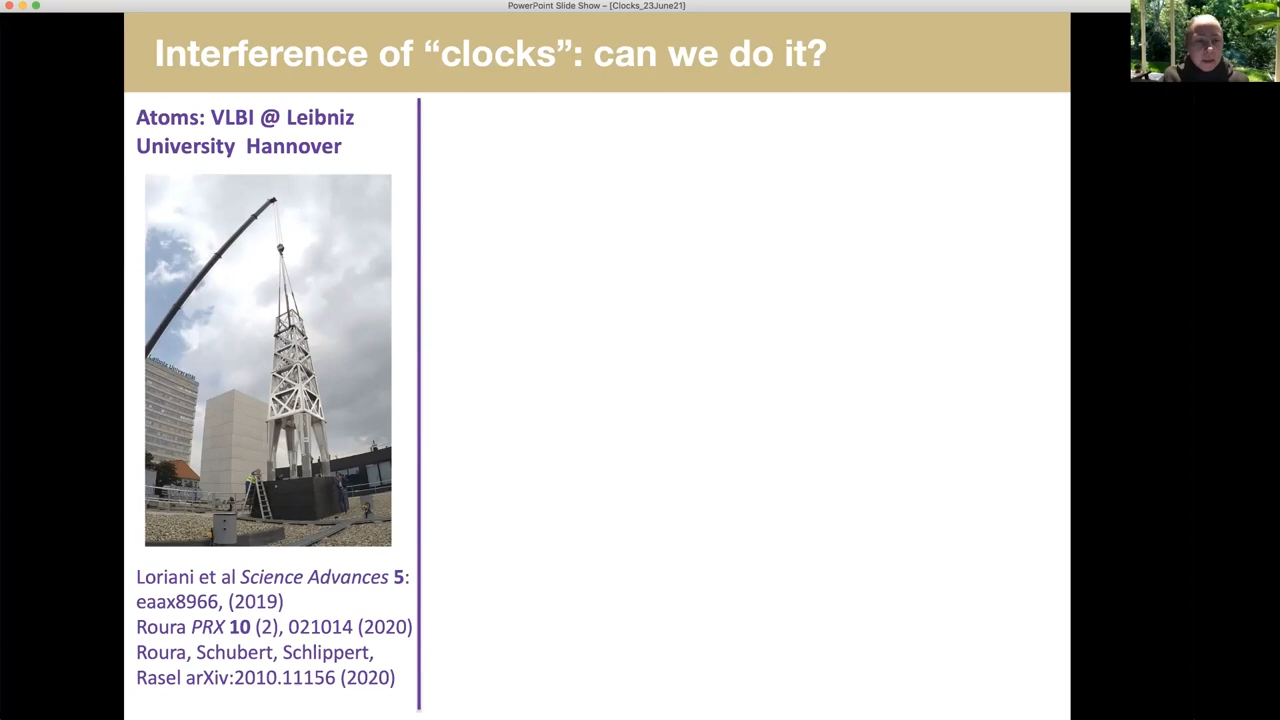 PowerPoint Slide Show – [Clocks_23June21]
Interference of “clocks”: can we do it?
Atoms: VLBI @ Leibniz
University Hannover
Loriani et al Science Advances 5:
eaax8966, (2019)
Roura PRX 10 (2), 021014 (2020)
Roura, Schubert, Schlippert,
Rasel arXiv:2010.11156 (2020)